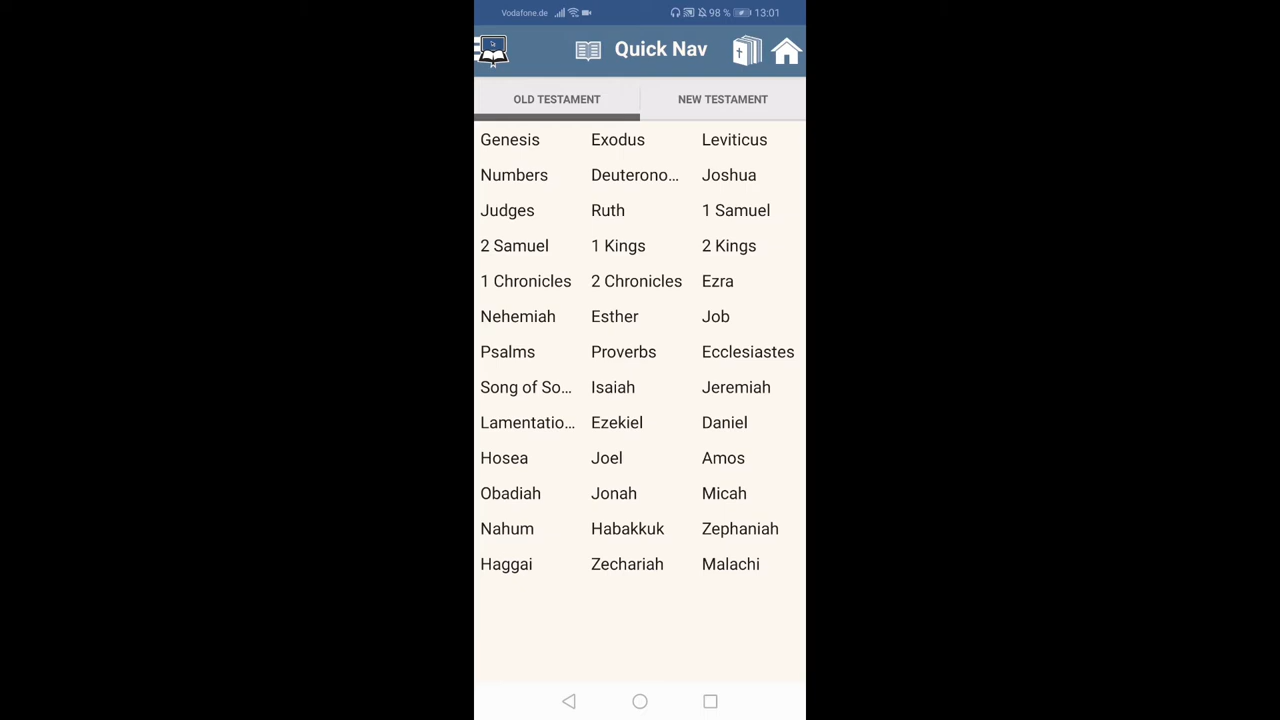 Vodafone.de 98 % 13:01
Quick Nav
OLD TESTAMENT NEW TESTAMENT
Genesis Exodus Leviticus
Numbers Deuterono... Joshua
Judges Ruth 1 Samuel
2 Samuel 1 Kings 2 Kings
1 Chronicles 2 Chronicles Ezra
Nehemiah Esther Job
Psalms Proverbs Ecclesiastes
Song of So... Isaiah Jeremiah
Lamentatio... Ezekiel Daniel
Hosea Joel Amos
Obadiah Jonah Micah
Nahum Habakkuk Zephaniah
Haggai Zechariah Malachi